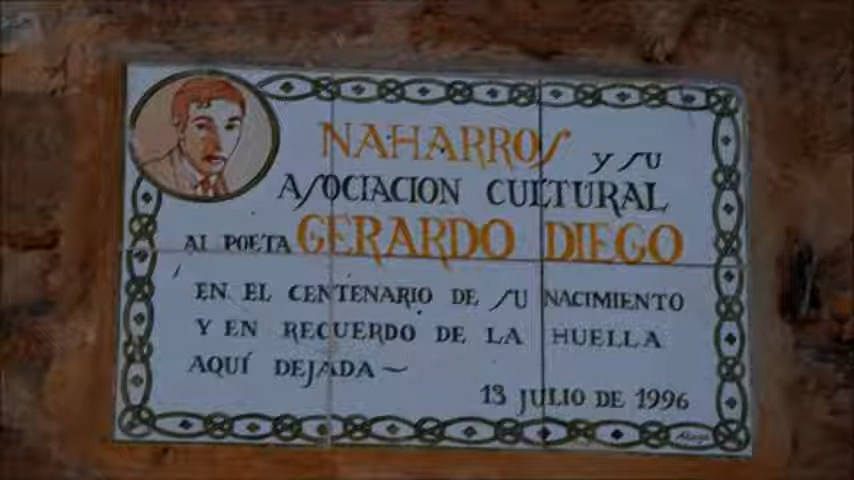 NAHARROS Y SU
ASOCIACION CULTURAL
AL POETA GERARDO DIEGO
EN EL CENTENARIO DE SU NACIMIENTO
Y EN RECUERDO DE LA HUELLA
AQUÍ DEJADA~
13 JULIO DE 1996